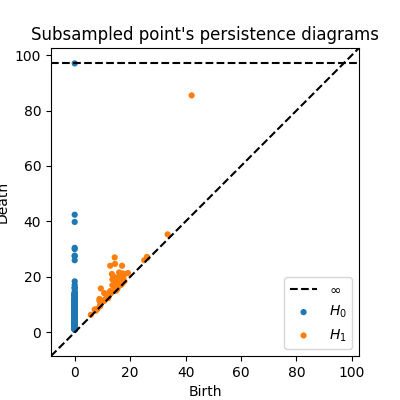 Subsampled point's persistence diagrams
100
80
60
40
20
0
Death
∞
H₀
H₁
0 20 40 60 80 100
Birth